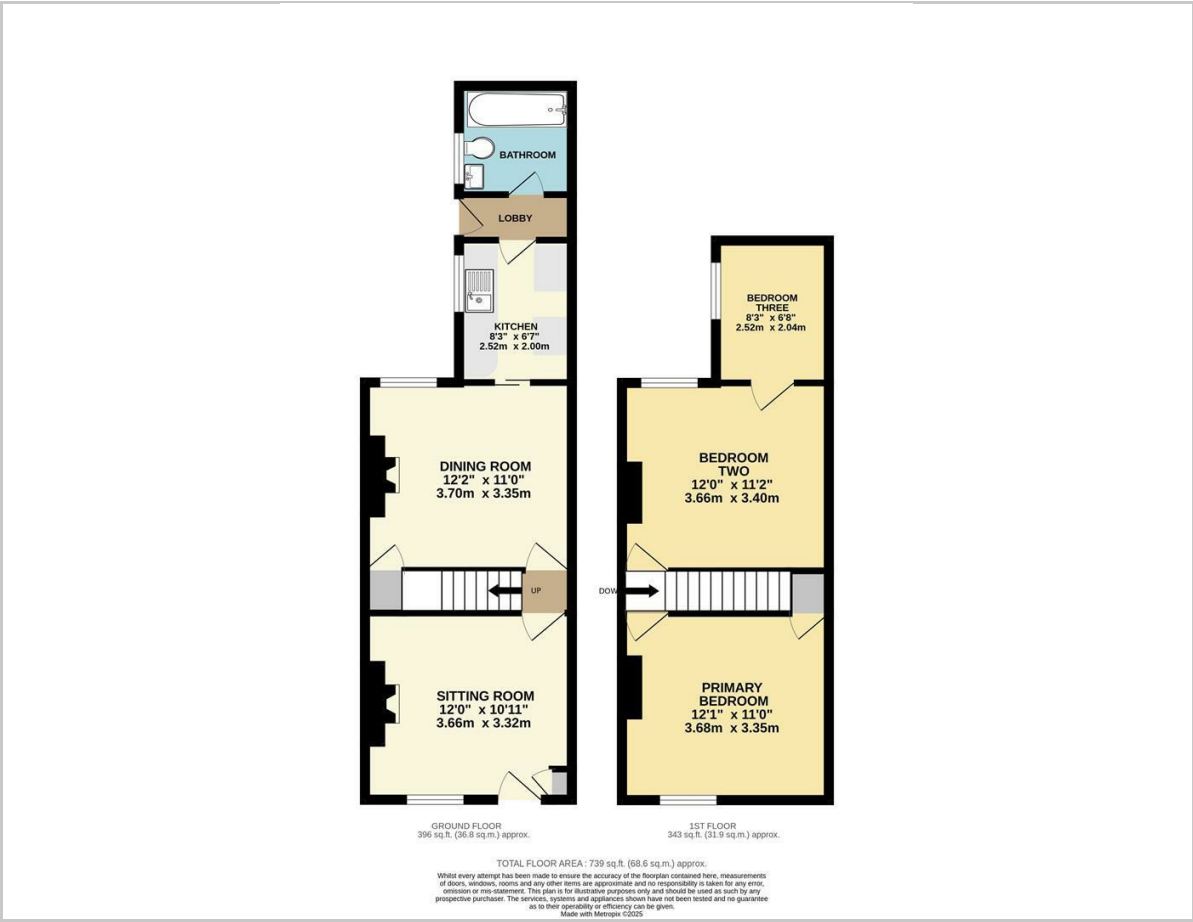 BATHROOM
LOBBY
KITCHEN
8'3" x 6'7"
2.52m x 2.00m
DINING ROOM
12'2" x 11'0"
3.70m x 3.35m
UP
SITTING ROOM
12'0" x 10'11"
3.66m x 3.32m
GROUND FLOOR
396 sq.ft. (36.8 sq.m.) approx.
BEDROOM
THREE
8'3" x 6'8"
2.52m x 2.04m
BEDROOM
TWO
12'0" x 11'2"
3.66m x 3.40m
DOW
PRIMARY
BEDROOM
12'1" x 11'0"
3.68m x 3.35m
1ST FLOOR
343 sq.ft. (31.9 sq.m.) approx.
TOTAL FLOOR AREA : 739 sq.ft. (68.6 sq.m.) approx.
Whilst every attempt has been made to ensure the accuracy of the floorplan contained here, measurements
of doors, windows, rooms and any other items are approximate and no responsibility is taken for any error,
omission or mis-statement. This plan is for illustrative purposes only and should be used as such by any
prospective purchaser. The services, systems and appliances shown have not been tested and no guarantee
as to their operability or efficiency can be given.
Made with Metropix ©2025